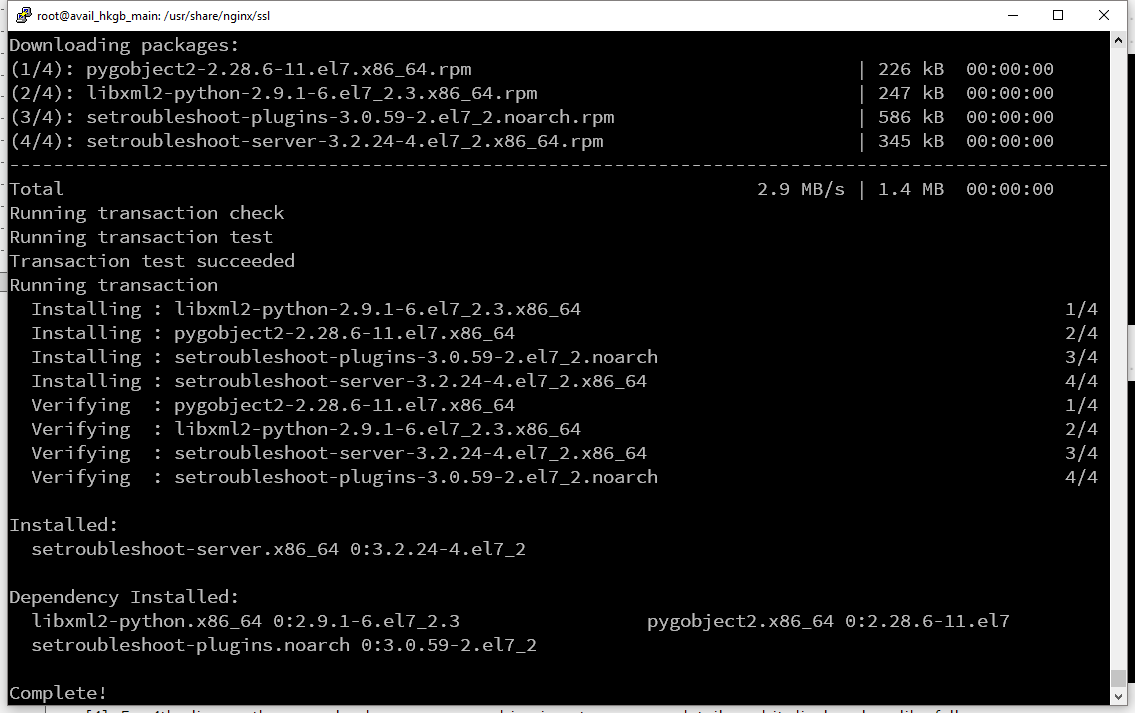 root@avail_hkgb_main: /usr/share/nginx/ssl
Downloading packages:
(1/4): pygobject2-2.28.6-11.el7.x86_64.rpm | 226 kB 00:00:00
(2/4): libxml2-python-2.9.1-6.el7_2.3.x86_64.rpm | 247 kB 00:00:00
(3/4): setroubleshoot-plugins-3.0.59-2.el7_2.noarch.rpm | 586 kB 00:00:00
(4/4): setroubleshoot-server-3.2.24-4.el7_2.x86_64.rpm | 345 kB 00:00:00
--------------------------------------------------------------------------------
Total 2.9 MB/s | 1.4 MB 00:00:00
Running transaction check
Running transaction test
Transaction test succeeded
Running transaction
Installing : libxml2-python-2.9.1-6.el7_2.3.x86_64 1/4
Installing : pygobject2-2.28.6-11.el7.x86_64 2/4
Installing : setroubleshoot-plugins-3.0.59-2.el7_2.noarch 3/4
Installing : setroubleshoot-server-3.2.24-4.el7_2.x86_64 4/4
Verifying : pygobject2-2.28.6-11.el7.x86_64 1/4
Verifying : libxml2-python-2.9.1-6.el7_2.3.x86_64 2/4
Verifying : setroubleshoot-server-3.2.24-4.el7_2.x86_64 3/4
Verifying : setroubleshoot-plugins-3.0.59-2.el7_2.noarch 4/4
Installed:
setroubleshoot-server.x86_64 0:3.2.24-4.el7_2
Dependency Installed:
libxml2-python.x86_64 0:2.9.1-6.el7_2.3 pygobject2.x86_64 0:2.28.6-11.el7
setroubleshoot-plugins.noarch 0:3.0.59-2.el7_2
Complete!